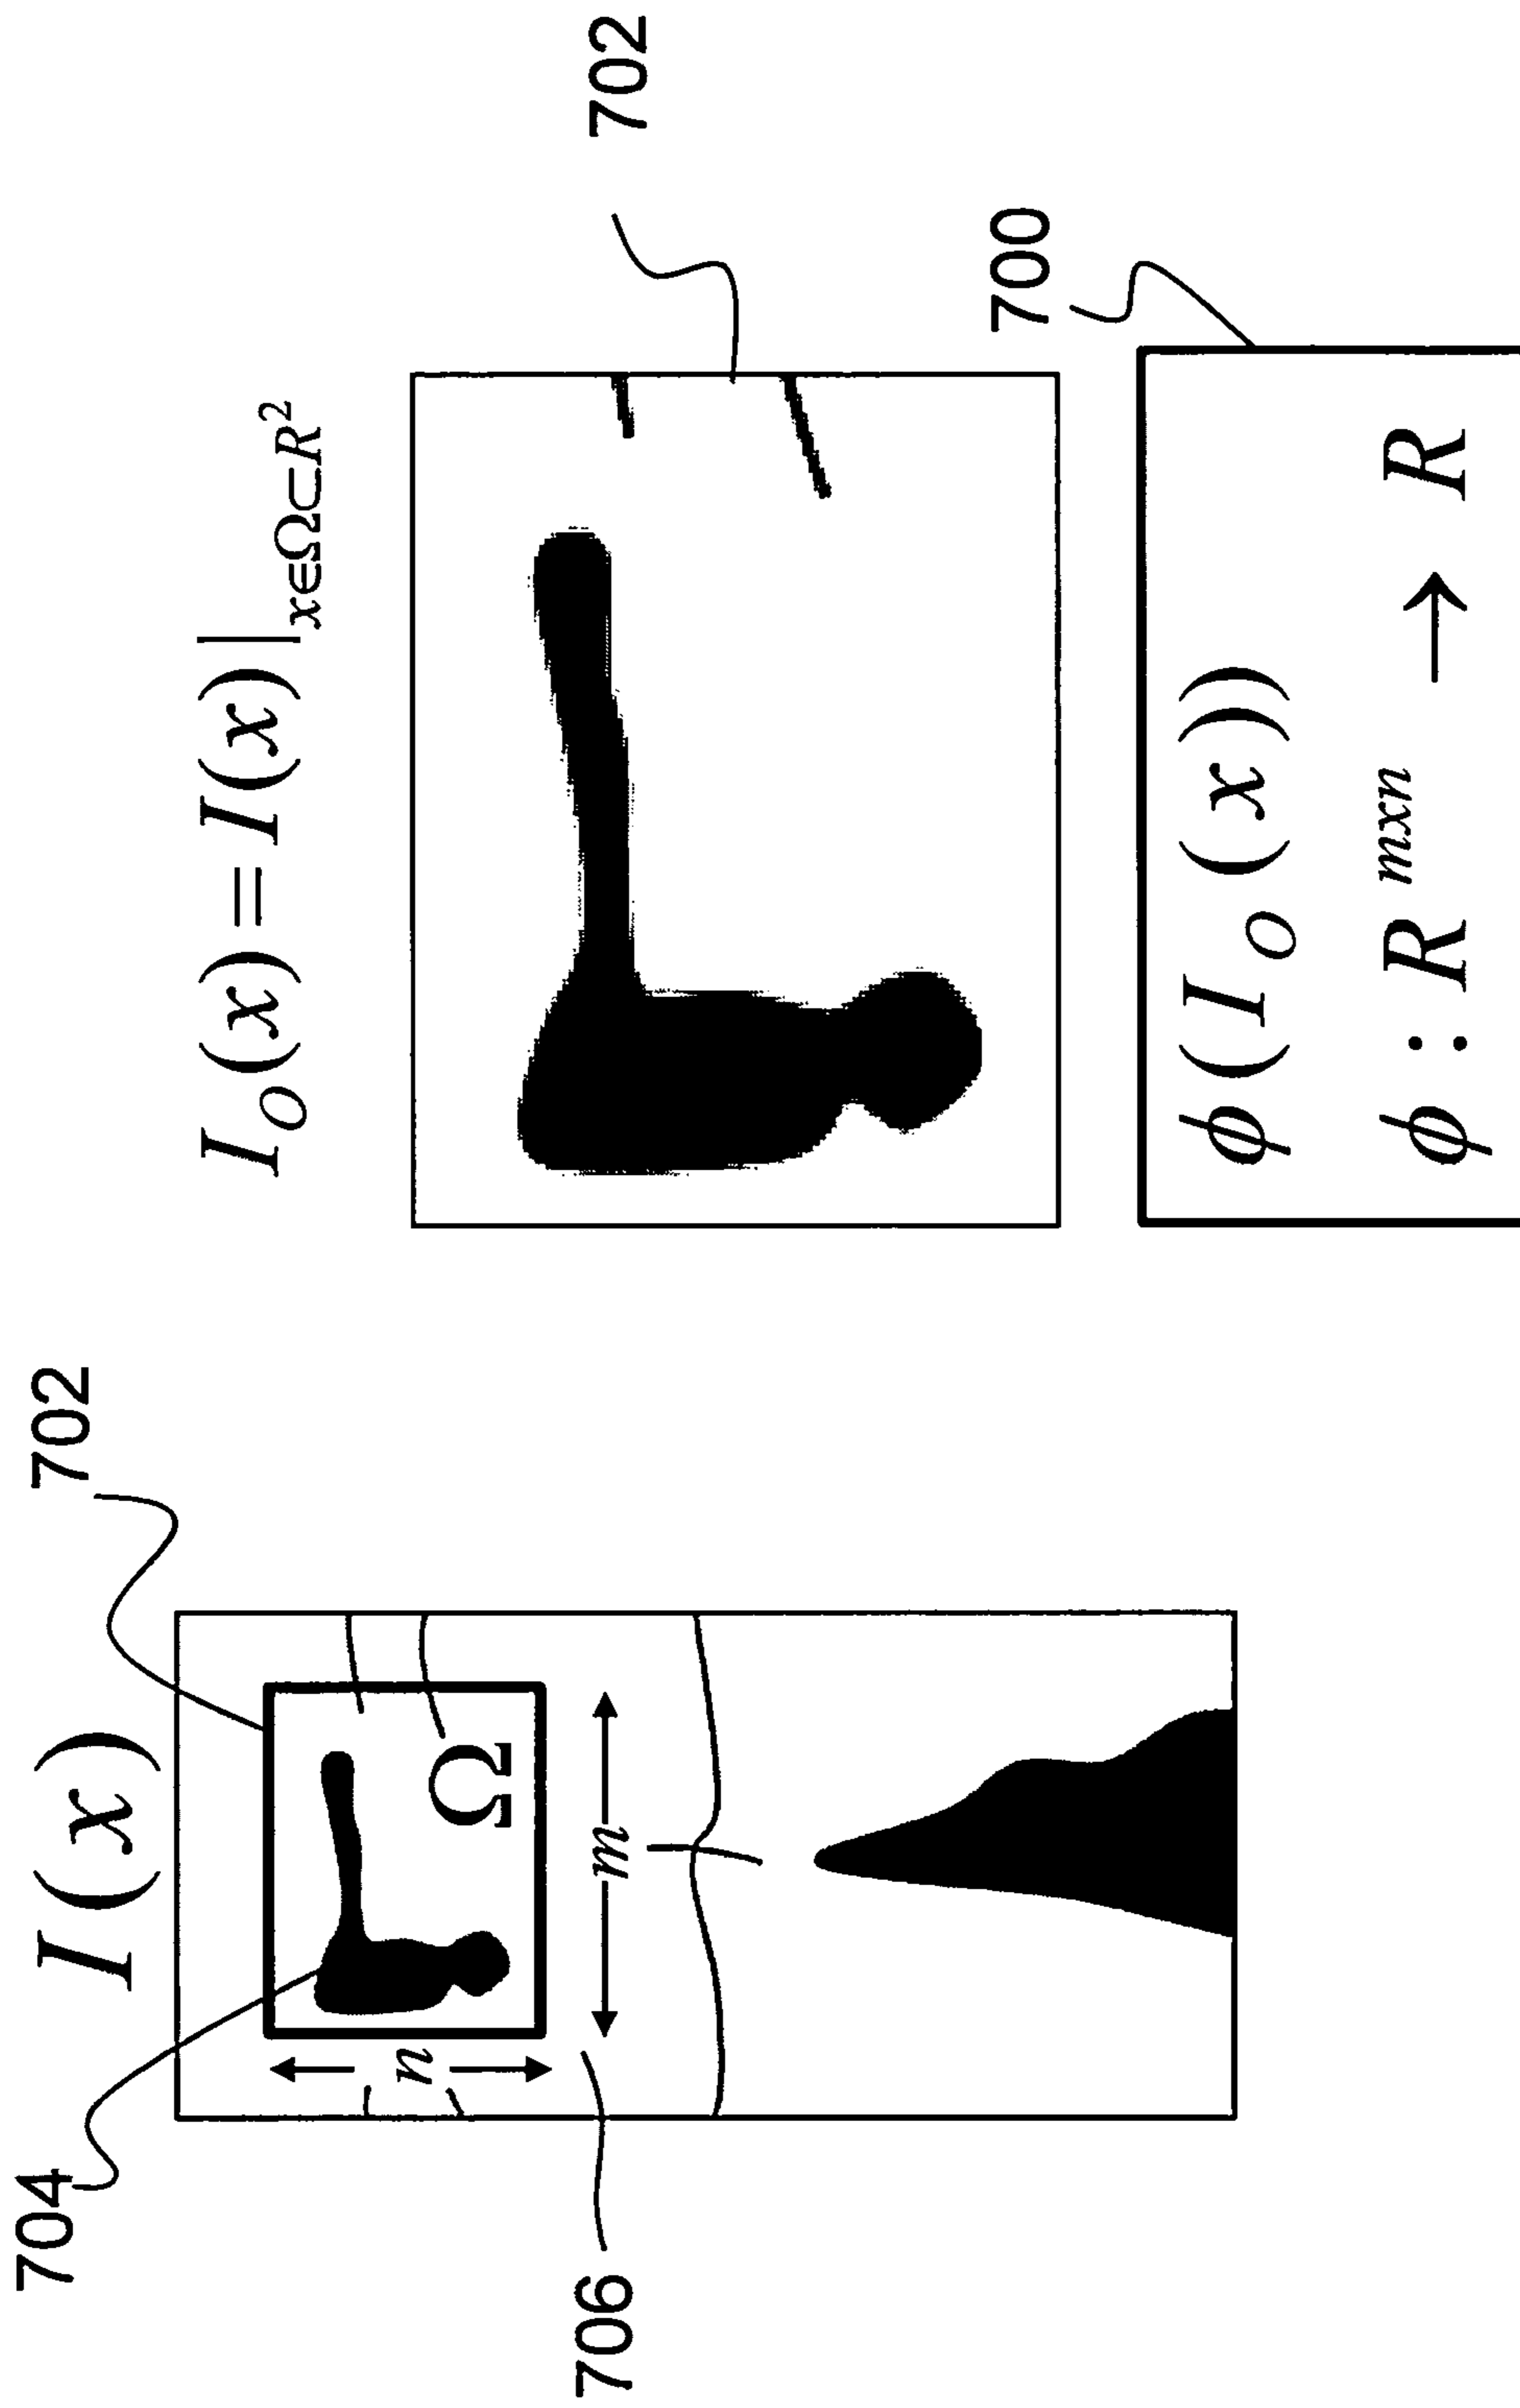 704
I(x)
702
n
Ω
m
706
I_O(x) = I(x)|_{x∈Ω⊂R^2}
702
700
ϕ((I_O(x)))
ϕ : R^{mxn} → R